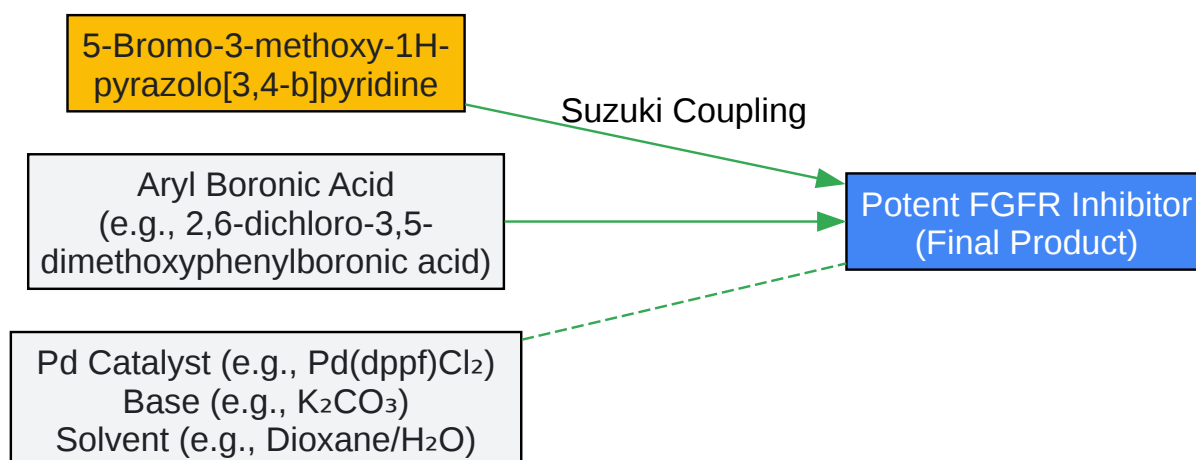 5-Bromo-3-methoxy-1H-
pyrazolo[3,4-b]pyridine
Suzuki Coupling
Aryl Boronic Acid
(e.g., 2,6-dichloro-3,5-
dimethoxyphenylboronic acid)
Potent FGFR Inhibitor
(Final Product)
Pd Catalyst (e.g., Pd(dppf)Cl₂)
Base (e.g., K₂CO₃)
Solvent (e.g., Dioxane/H₂O)